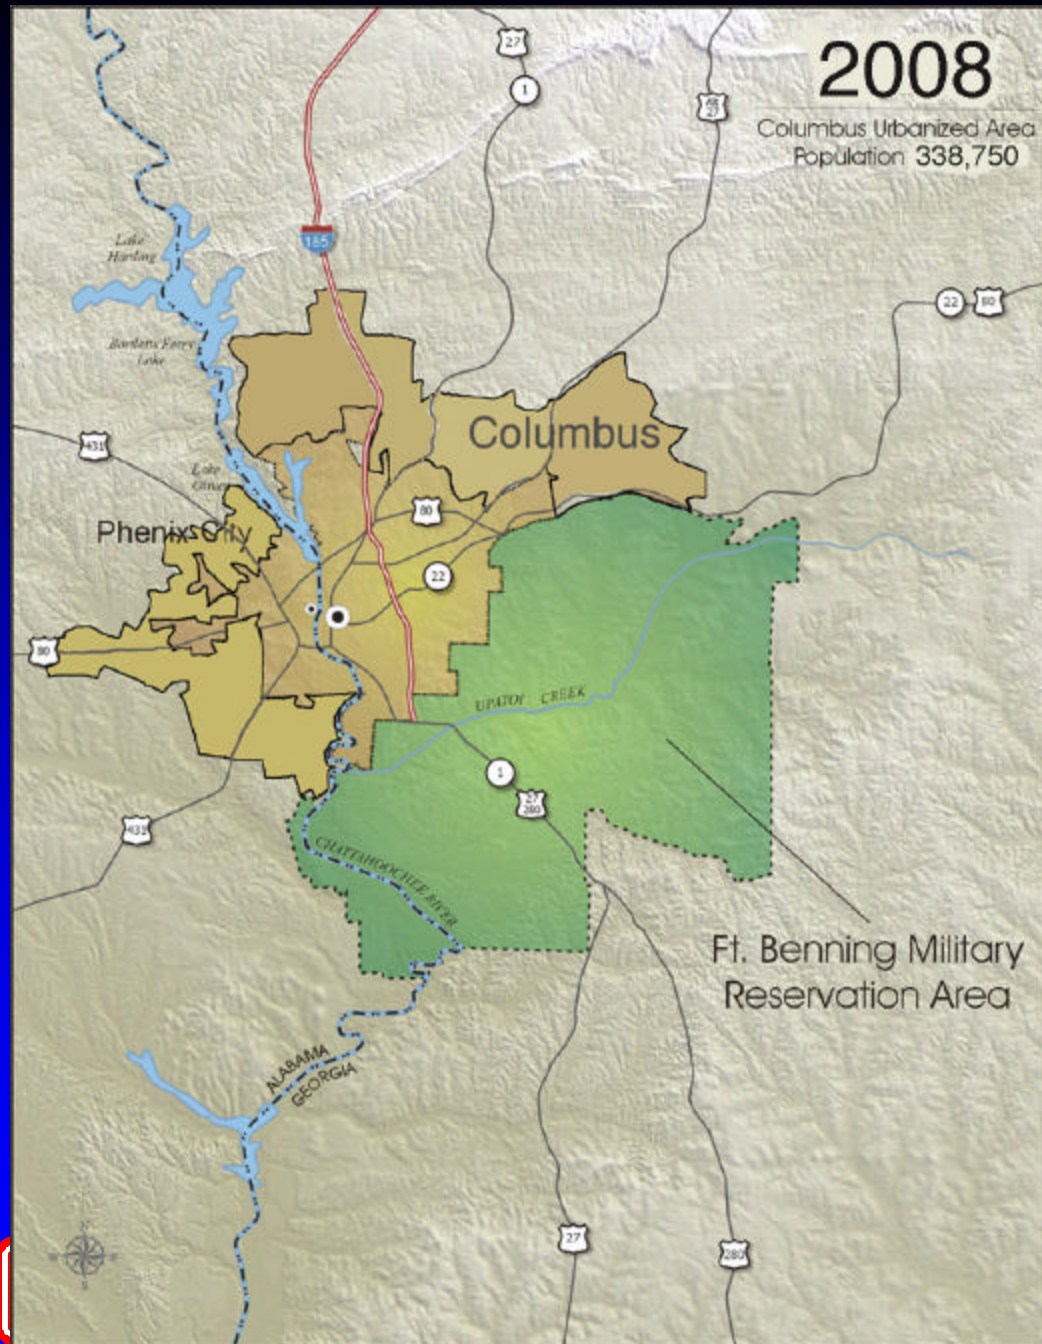 2008
Columbus Urbanized Area
Population 338,750
27
1
27
185
Lake
Harding
22
80
Bartletts Ferry
Lake
431
Columbus
Lake
Oliver
80
Phenix City
22
80
UPATOI CREEK
1
27
280
431
CHATTAHOOCHEE RIVER
Ft. Benning Military
Reservation Area
ALABAMA
GEORGIA
27
280